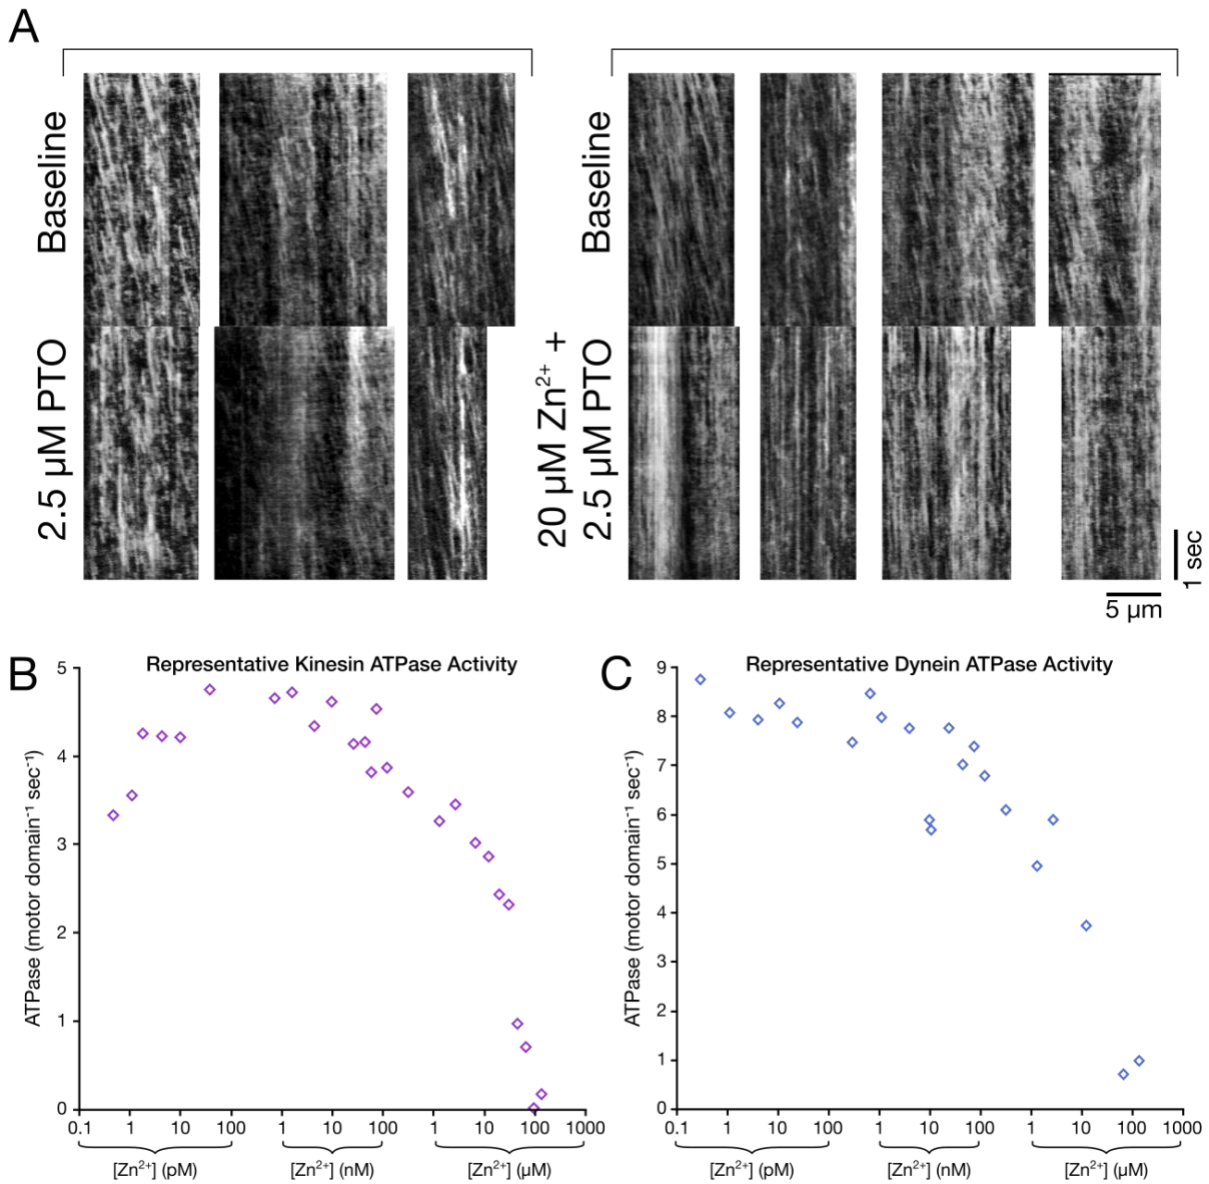 A
Baseline
2.5 µM PTO
Baseline
20 µM Zn²⁺ +
2.5 µM PTO
1 sec
5 µm
B
Representative Kinesin ATPase Activity
ATPase (motor domain⁻¹ sec⁻¹)
5
4
3
2
1
0
0.1 1 10 100 1 10 100 1 10 100 1000
[Zn²⁺] (pM) [Zn²⁺] (nM) [Zn²⁺] (µM)
C
Representative Dynein ATPase Activity
ATPase (motor domain⁻¹ sec⁻¹)
9
8
7
6
5
4
3
2
1
0
0.1 1 10 100 1 10 100 1 10 100 1000
[Zn²⁺] (pM) [Zn²⁺] (nM) [Zn²⁺] (µM)